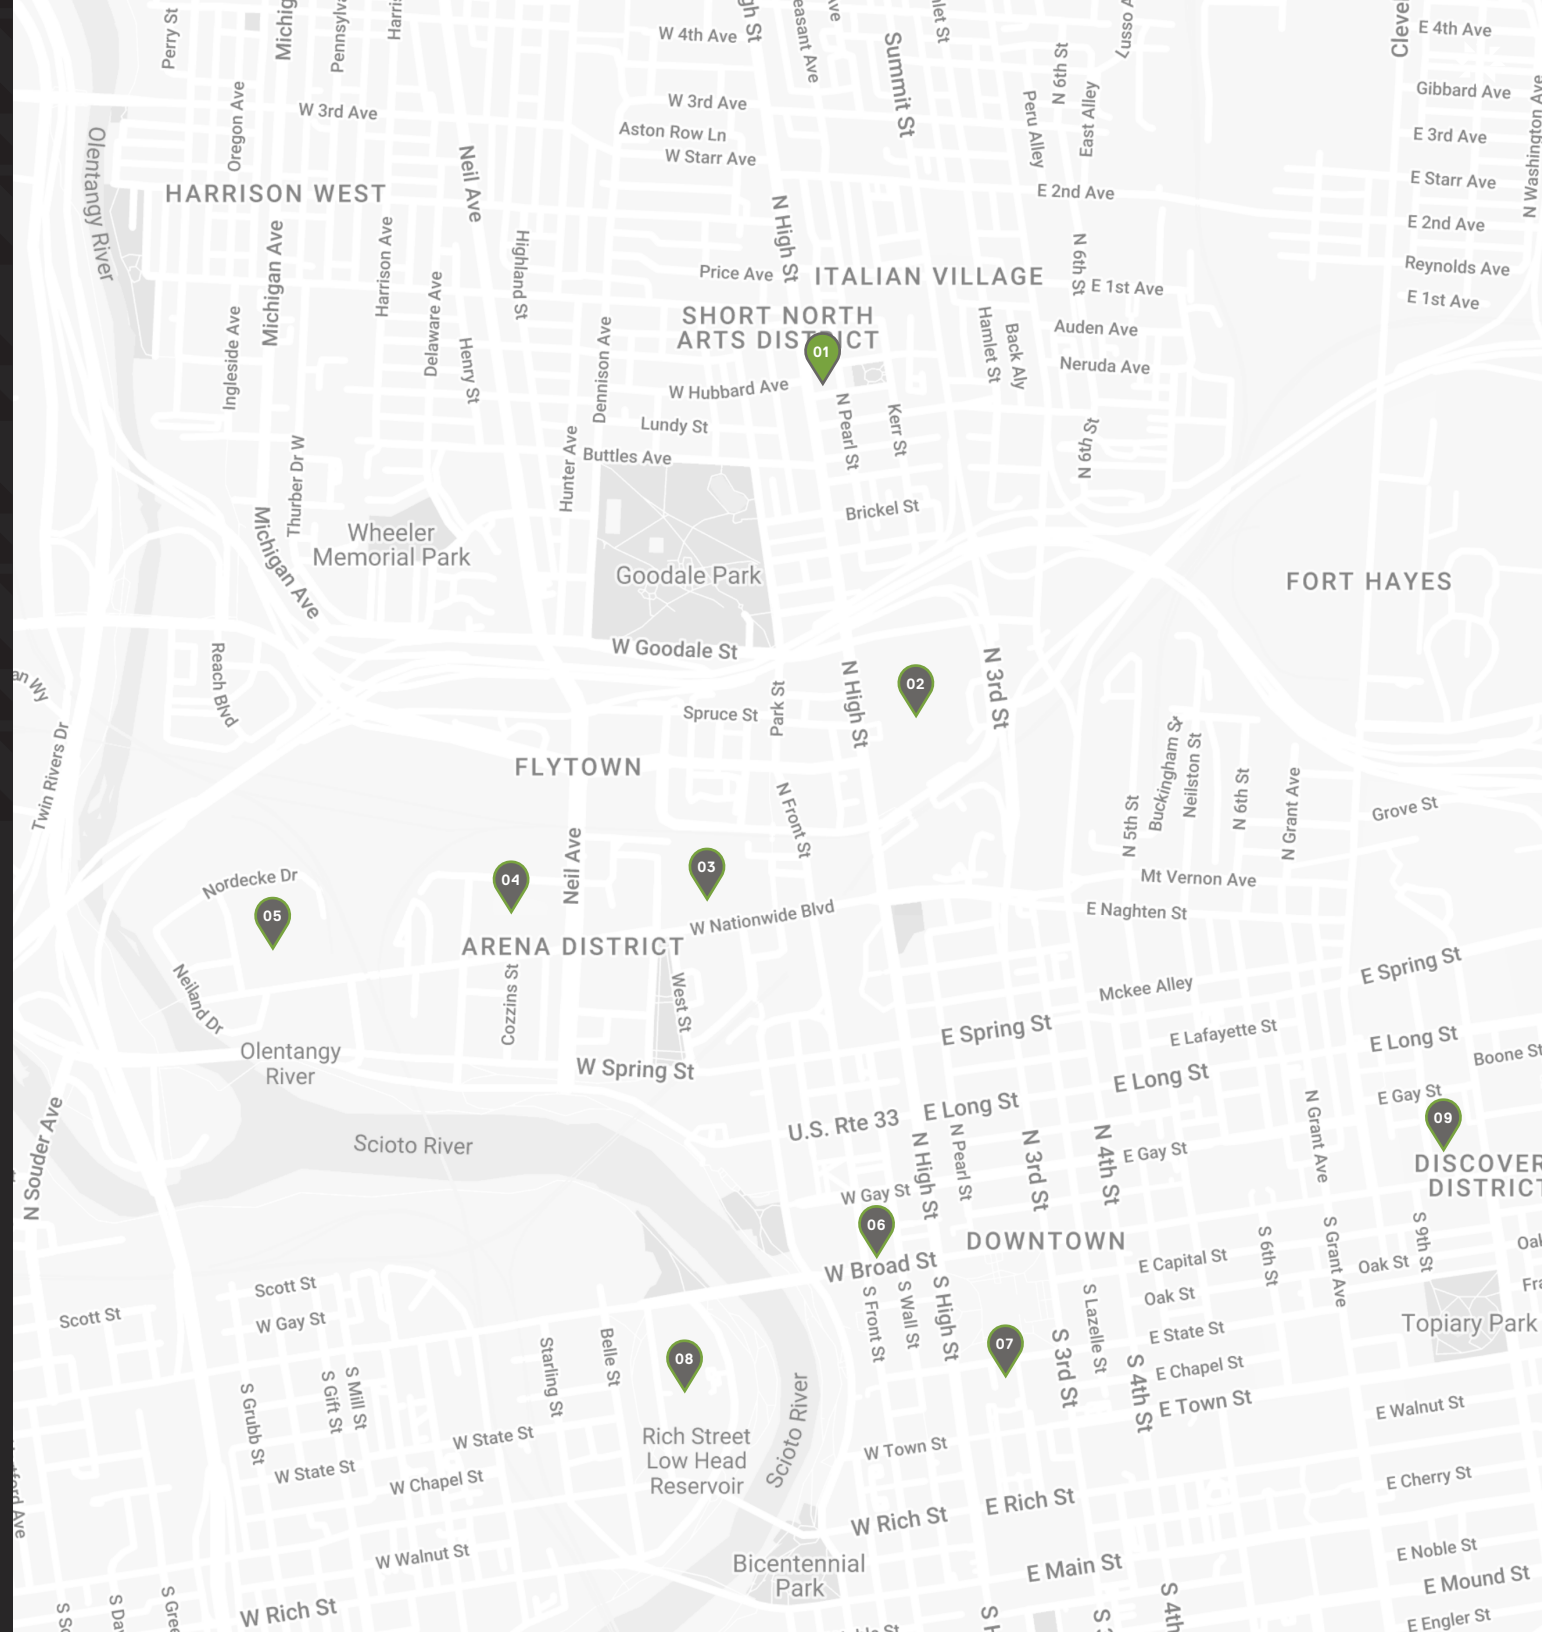 Perry St
Pennsylva
Harris
W 4th Ave
Summit St
N 6th St
Lusso A
E 4th Ave
Gibbard Ave
Oregon Ave
W 3rd Ave
W 3rd Ave
Aston Row Ln
W Starr Ave
Peru Alley
East Alley
E 3rd Ave
N Washington Ave
Olentangy River
HARRISON WEST
Neil Ave
E 2nd Ave
E Starr Ave
E 2nd Ave
Michigan Ave
Harrison Ave
Highland St
N High St
Price Ave
ITALIAN VILLAGE
N 6th St
E 1st Ave
Reynolds Ave
E 1st Ave
Ingleside Ave
Delaware Ave
Henry St
Dennison Ave
SHORT NORTH
ARTS DISTRICT
01
Hamlet St
Back Aly
Auden Ave
Neruda Ave
W Hubbard Ave
Lundy St
Buttles Ave
Hunter Ave
N Pearl St
Kerr St
N 6th St
Thurber Dr W
Michigan Ave
Wheeler
Memorial Park
Brickel St
Goodale Park
FORT HAYES
W Goodale St
Reach Blvd
an Wy
Twin Rivers Dr
Spruce St
Park St
N High St
02
N 3rd St
FLYTOWN
N Front St
Buckingham St
Neilston St
N 5th St
N 6th St
N Grant Ave
Grove St
Nordecke Dr
05
04
Neil Ave
03
W Nationwide Blvd
Mt Vernon Ave
E Naghten St
ARENA DISTRICT
Neiland Dr
Cozzins St
West St
E Spring St
Mckee Alley
E Spring St
E Lafayette St
E Long St
Boone St
Olentangy
River
W Spring St
E Long St
E Gay St
U.S. Rte 33
E Long St
N Souder Ave
Scioto River
N High St
N Pearl St
N 3rd St
N 4th St
E Gay St
N Grant Ave
09
DISCOVER
DISTRICT
W Gay St
06
DOWNTOWN
W Broad St
E Capital St
S 6th St
S Grant Ave
S 9th St
Oak St
Oak
Scott St
Scott St
W Gay St
S Front St
S Wall St
S High St
S Lazelle St
Oak St
Fra
Topiary Park
Belle St
Starling St
08
07
S 3rd St
S 4th St
E State St
E Chapel St
E Town St
S Grubb St
S Gift St
S Mill St
Scioto River
E Walnut St
W State St
W State St
W Chapel St
Rich Street
Low Head
Reservoir
W Town St
E Cherry St
W Rich St
E Rich St
W Walnut St
Bicentennial
Park
E Main St
E Noble St
E Mound St
W Rich St
S 4th
E Engler St